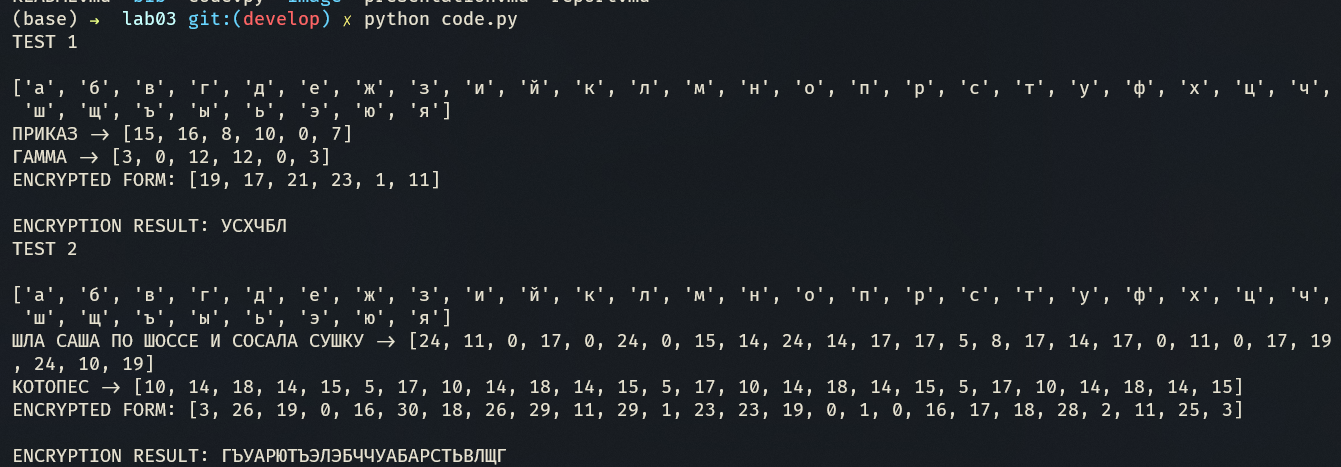 (base) → lab03 git:(develop) ✗ python code.py
TEST 1
['а', 'б', 'в', 'г', 'д', 'е', 'ж', 'з', 'и', 'й', 'к', 'л', 'м', 'н', 'о', 'п', 'р', 'с', 'т', 'у', 'ф', 'х', 'ц', 'ч',
'ш', 'щ', 'ъ', 'ы', 'ь', 'э', 'ю', 'я']
ПРИКАЗ -> [15, 16, 8, 10, 0, 7]
ГАММА -> [3, 0, 12, 12, 0, 3]
ENCRYPTED FORM: [19, 17, 21, 23, 1, 11]
ENCRYPTION RESULT: УСХЧБЛ
TEST 2
['а', 'б', 'в', 'г', 'д', 'е', 'ж', 'з', 'и', 'й', 'к', 'л', 'м', 'н', 'о', 'п', 'р', 'с', 'т', 'у', 'ф', 'х', 'ц', 'ч',
'ш', 'щ', 'ъ', 'ы', 'ь', 'э', 'ю', 'я']
ШЛА САША ПО ШОССЕ И СОСАЛА СУШКУ -> [24, 11, 0, 17, 0, 24, 0, 15, 14, 24, 14, 17, 17, 5, 8, 17, 14, 17, 0, 11, 0, 17, 19
, 24, 10, 19]
КОТОПЕС -> [10, 14, 18, 14, 15, 5, 17, 10, 14, 18, 14, 15, 5, 17, 10, 14, 18, 14, 15, 5, 17, 10, 14, 18, 14, 15]
ENCRYPTED FORM: [3, 26, 19, 0, 16, 30, 18, 26, 29, 11, 29, 1, 23, 23, 19, 0, 1, 0, 16, 17, 18, 28, 2, 11, 25, 3]
ENCRYPTION RESULT: ГЪУАРЮТЪЭЛЭБЧЧУАБАРСТЬВЛЩГ